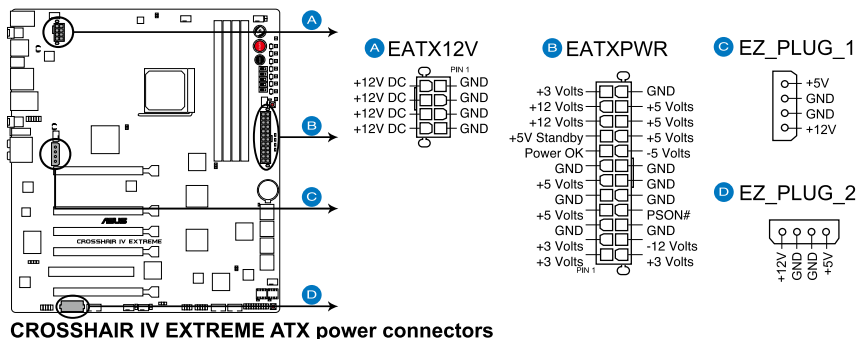 A
B
C
D
/ISUS
CROSSHAIR IV EXTREME
A EATX12V
PIN 1
+12V DC GND
+12V DC GND
+12V DC GND
+12V DC GND
B EATXPWR
+3 Volts GND
+12 Volts +5 Volts
+12 Volts +5 Volts
+5V Standby +5 Volts
Power OK -5 Volts
GND GND
+5 Volts GND
GND GND
+5 Volts PSON#
GND GND
+3 Volts -12 Volts
+3 Volts +3 Volts
PIN 1
C EZ_PLUG_1
+5V
GND
GND
+12V
D EZ_PLUG_2
+12V
GND
GND
+5V
CROSSHAIR IV EXTREME ATX power connectors